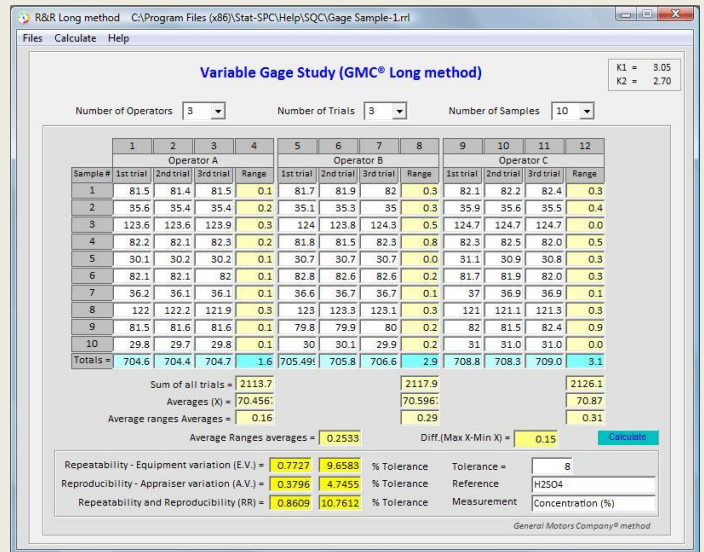 R&R Long method C:\Program Files (x86)\Stat-SPC\Help\SQC\Gage Sample-1.rrl
Files Calculate Help
Variable Gage Study (GMC® Long method)
K1 = 3.05
K2 = 2.70
Number of Operators 3 Number of Trials 3 Number of Samples 10
1 2 3 4 5 6 7 8 9 10 11 12
Operator A Operator B Operator C
Sample # 1st trial 2nd trial 3rd trial Range 1st trial 2nd trial 3rd trial Range 1st trial 2nd trial 3rd trial Range
1 81.5 81.4 81.5 0.1 81.7 81.9 82 0.3 82.1 82.2 82.4 0.3
2 35.6 35.4 35.4 0.2 35.1 35.3 35 0.3 35.9 35.6 35.5 0.4
3 123.6 123.6 123.9 0.3 124 123.8 124.3 0.5 124.7 124.7 124.7 0.0
4 82.2 82.1 82.3 0.2 81.8 81.5 82.3 0.8 82.3 82.5 82.0 0.5
5 30.1 30.2 30.2 0.1 30.7 30.7 30.7 0.0 31.1 30.9 30.8 0.3
6 82.1 82.1 82 0.1 82.8 82.6 82.6 0.2 81.7 81.9 82.0 0.3
7 36.2 36.1 36.1 0.1 36.6 36.7 36.7 0.1 37 36.9 36.9 0.1
8 122 122.2 121.9 0.3 123 123.3 123.1 0.3 121 121.1 121.3 0.3
9 81.5 81.6 81.6 0.1 79.8 79.9 80 0.2 82 81.5 82.4 0.9
10 29.8 29.7 29.8 0.1 30 30.1 29.9 0.2 31 31.0 31.0 0.0
Totals = 704.6 704.4 704.7 1.6 705.499 705.8 706.6 2.9 708.8 708.3 709.0 3.1
Sum of all trials = 2113.7 2117.9 2126.1
Averages (X) = 70.456 70.596 70.87
Average ranges Averages = 0.16 0.29 0.31
Average Ranges averages = 0.2533 Diff.(Max X-Min X) = 0.15 Calculate
Repeatability - Equipment variation (E.V.) = 0.7727 9.6583 % Tolerance Tolerance = 8
Reproducibility - Appraiser variation (A.V.) = 0.3796 4.7455 % Tolerance Reference H2SO4
Repeatability and Reproducibility (RR) = 0.8609 10.7612 % Tolerance Measurement Concentration (%)
General Motors Company® method